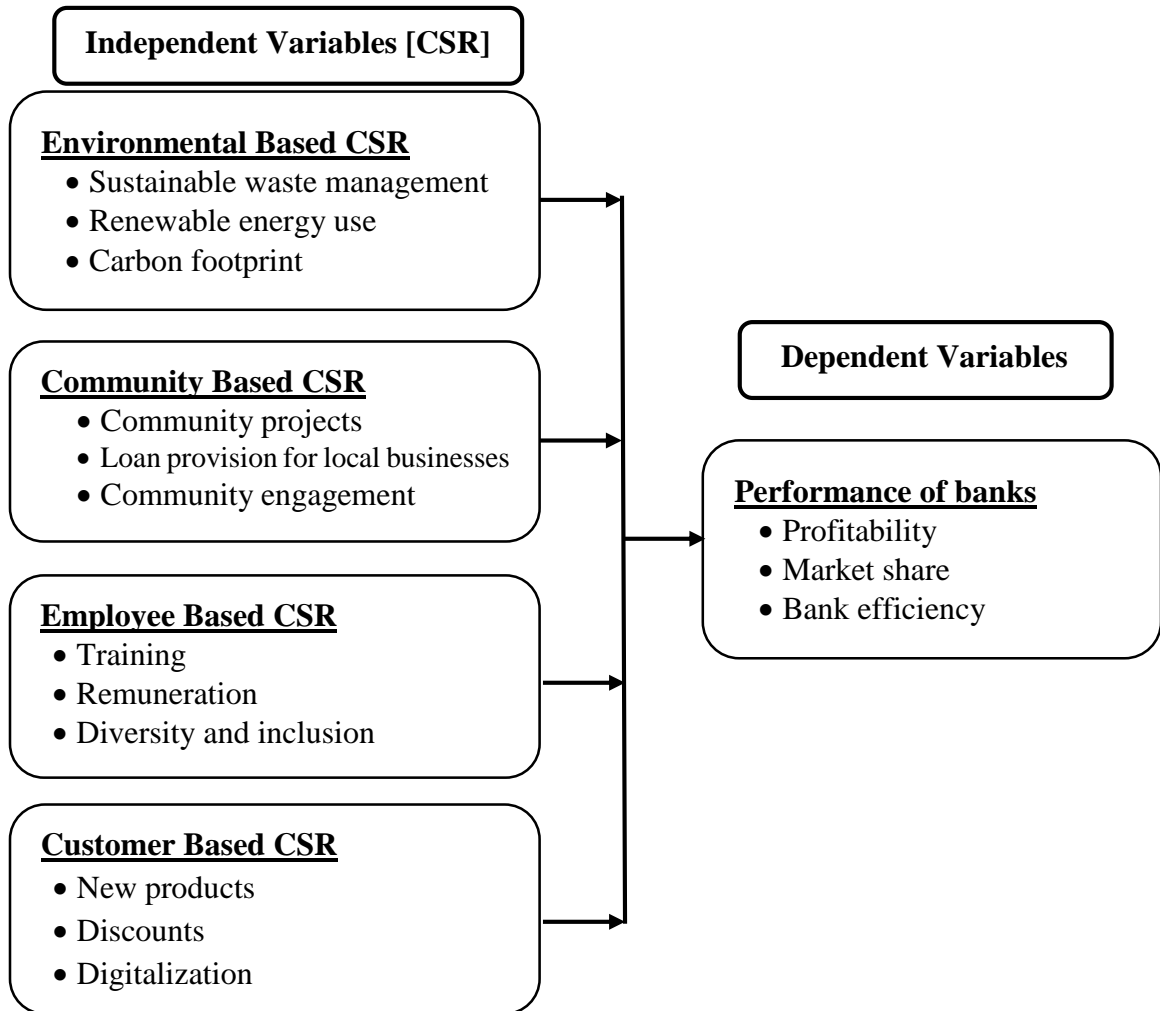 Independent Variables [CSR]
Environmental Based CSR
• Sustainable waste management
• Renewable energy use
• Carbon footprint
Community Based CSR
• Community projects
• Loan provision for local businesses
• Community engagement
Employee Based CSR
• Training
• Remuneration
• Diversity and inclusion
Customer Based CSR
• New products
• Discounts
• Digitalization
Dependent Variables
Performance of banks
• Profitability
• Market share
• Bank efficiency